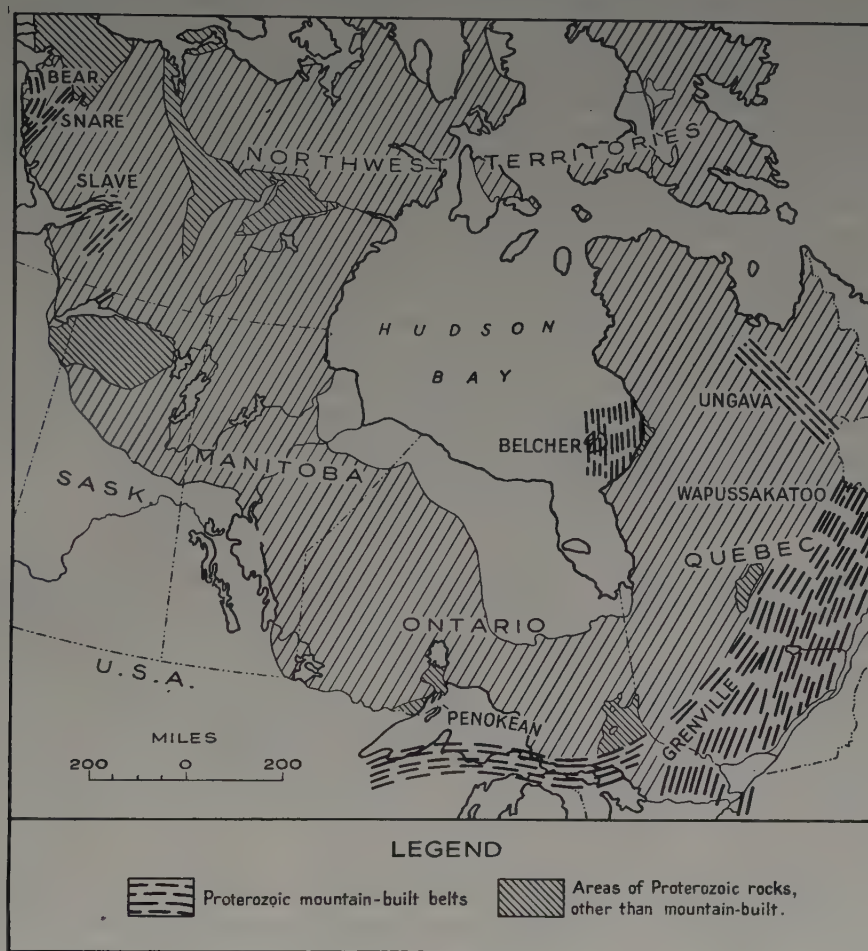 BEAR
SNARE
SLAVE
NORTHWEST TERRITORIES
HUDSON
BAY
UNGAVA
BELCHER
MANITOBA
SASK.
WAPUSSAKATOO
QUEBEC
ONTARIO
U.S.A.
PENOKEAN
GRENVILLE
MILES
200 0 200
LEGEND
Proterozoic mountain-built belts
Areas of Proterozoic rocks,
other than mountain-built.